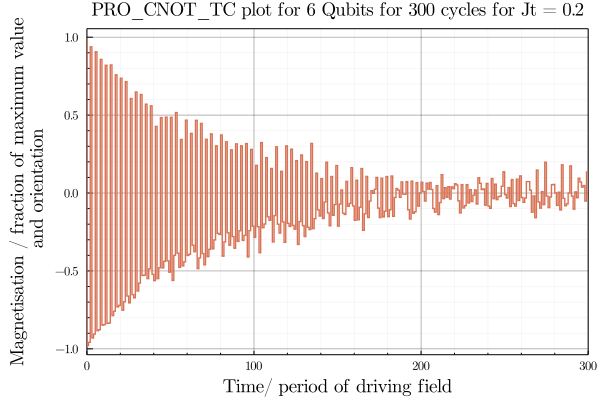 PRO_CNOT_TC plot for 6 Qubits for 300 cycles for Jt = 0.2
Magnetisation / fraction of maximum value
and orientation
1.0
0.5
0.0
−0.5
−1.0
0
100
200
300
Time/ period of driving field